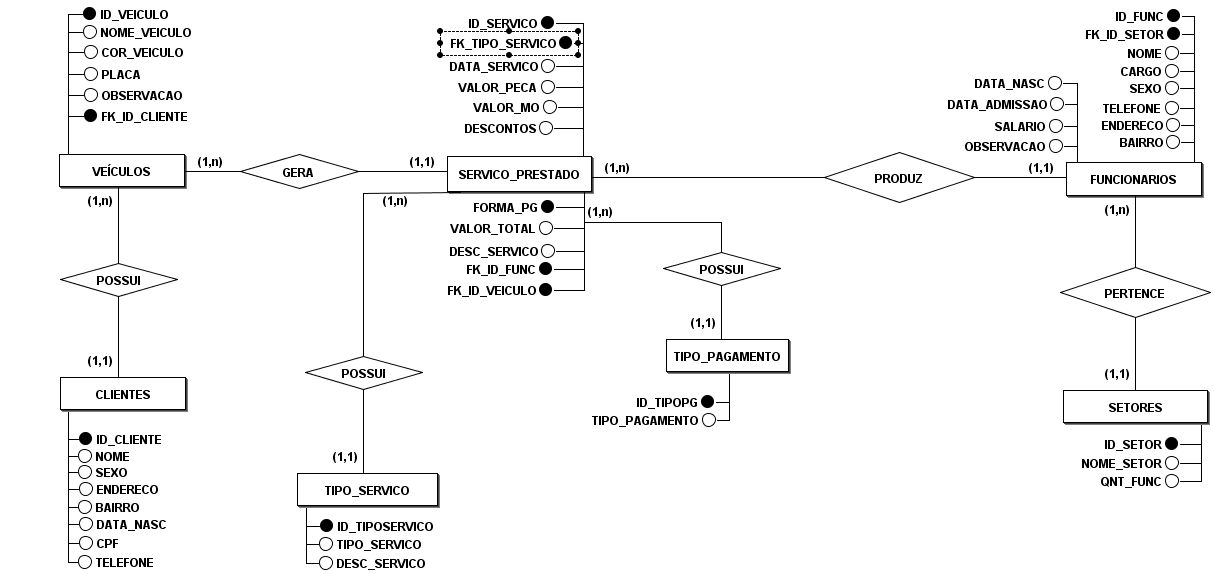 ID_VEICULO
NOME_VEICULO
COR_VEICULO
PLACA
OBSERVACAO
FK_ID_CLIENTE
VEÍCULOS
(1,n)
GERA
(1,1)
(1,n)
POSSUI
(1,1)
CLIENTES
ID_CLIENTE
NOME
SEXO
ENDERECO
BAIRRO
DATA_NASC
CPF
TELEFONE
ID_SERVICO
FK_TIPO_SERVICO
DATA_SERVICO
VALOR_PECA
VALOR_MO
DESCONTOS
SERVICO_PRESTADO
FORMA_PG
VALOR_TOTAL
DESC_SERVICO
FK_ID_FUNC
FK_ID_VEICULO
(1,n)
POSSUI
(1,1)
TIPO_SERVICO
ID_TIPOSERVICO
TIPO_SERVICO
DESC_SERVICO
(1,n)
POSSUI
(1,1)
TIPO_PAGAMENTO
ID_TIPOPG
TIPO_PAGAMENTO
(1,n)
PRODUZ
(1,1)
ID_FUNC
FK_ID_SETOR
NOME
CARGO
SEXO
TELEFONE
ENDERECO
BAIRRO
DATA_NASC
DATA_ADMISSAO
SALARIO
OBSERVACAO
FUNCIONARIOS
(1,n)
PERTENCE
(1,1)
SETORES
ID_SETOR
NOME_SETOR
QNT_FUNC